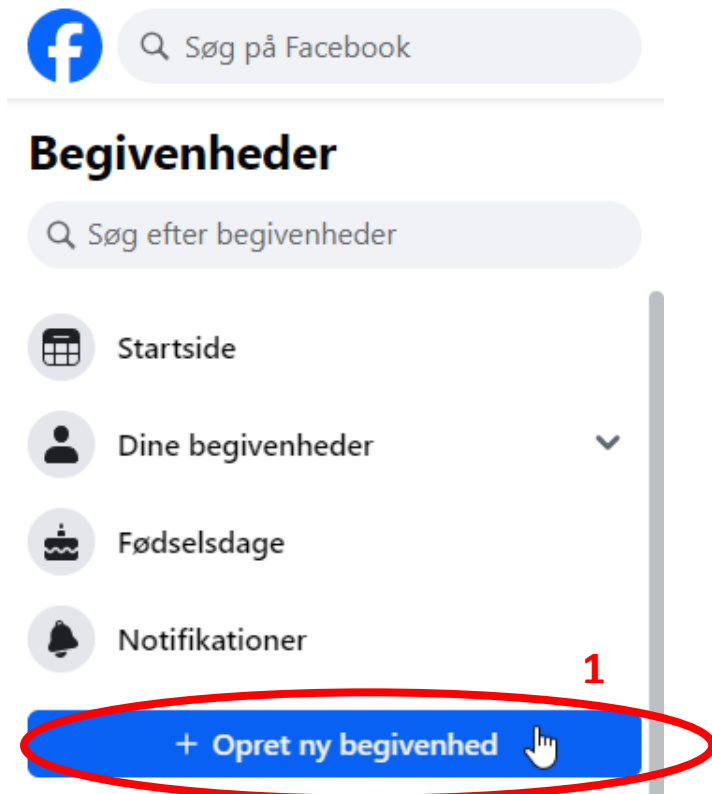 Søg på Facebook
Begivenheder
Søg efter begivenheder
Startside
Dine begivenheder
Fødselsdage
Notifikationer
1
+ Opret ny begivenhed